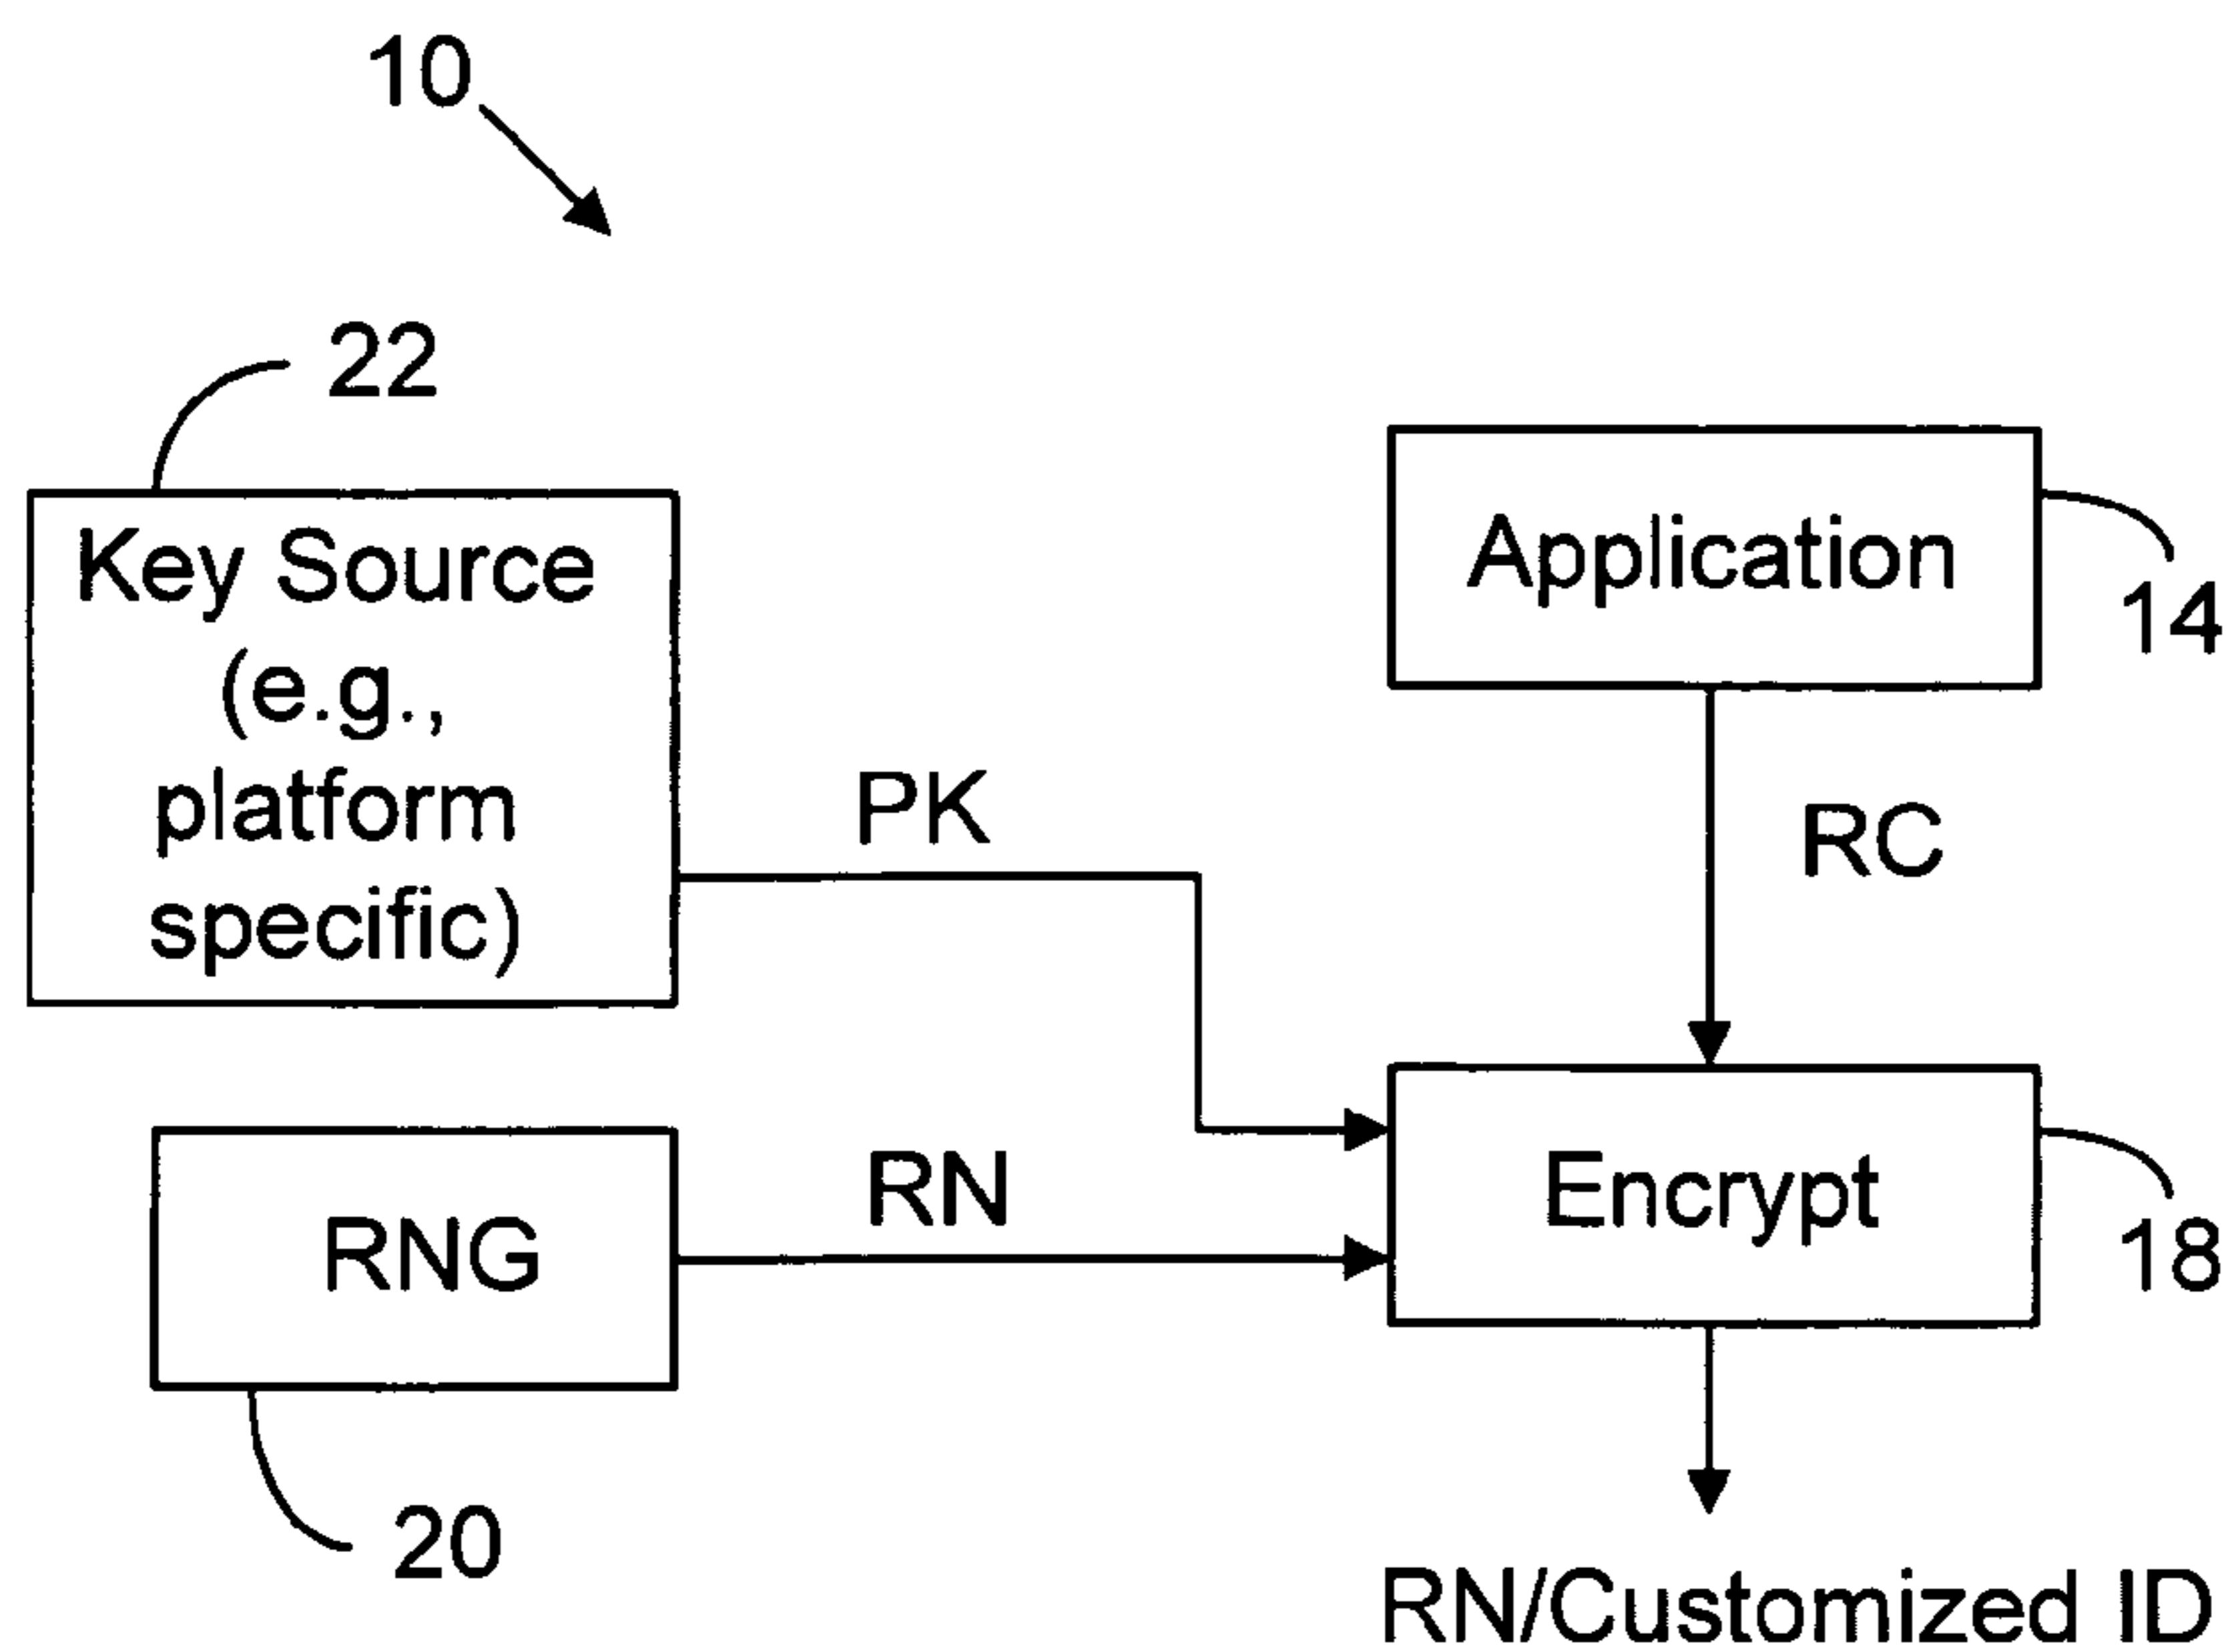 10
22
Key Source
(e.g.,
platform
specific)
Application
14
PK
RC
RNG
RN
Encrypt
18
20
RN/Customized ID